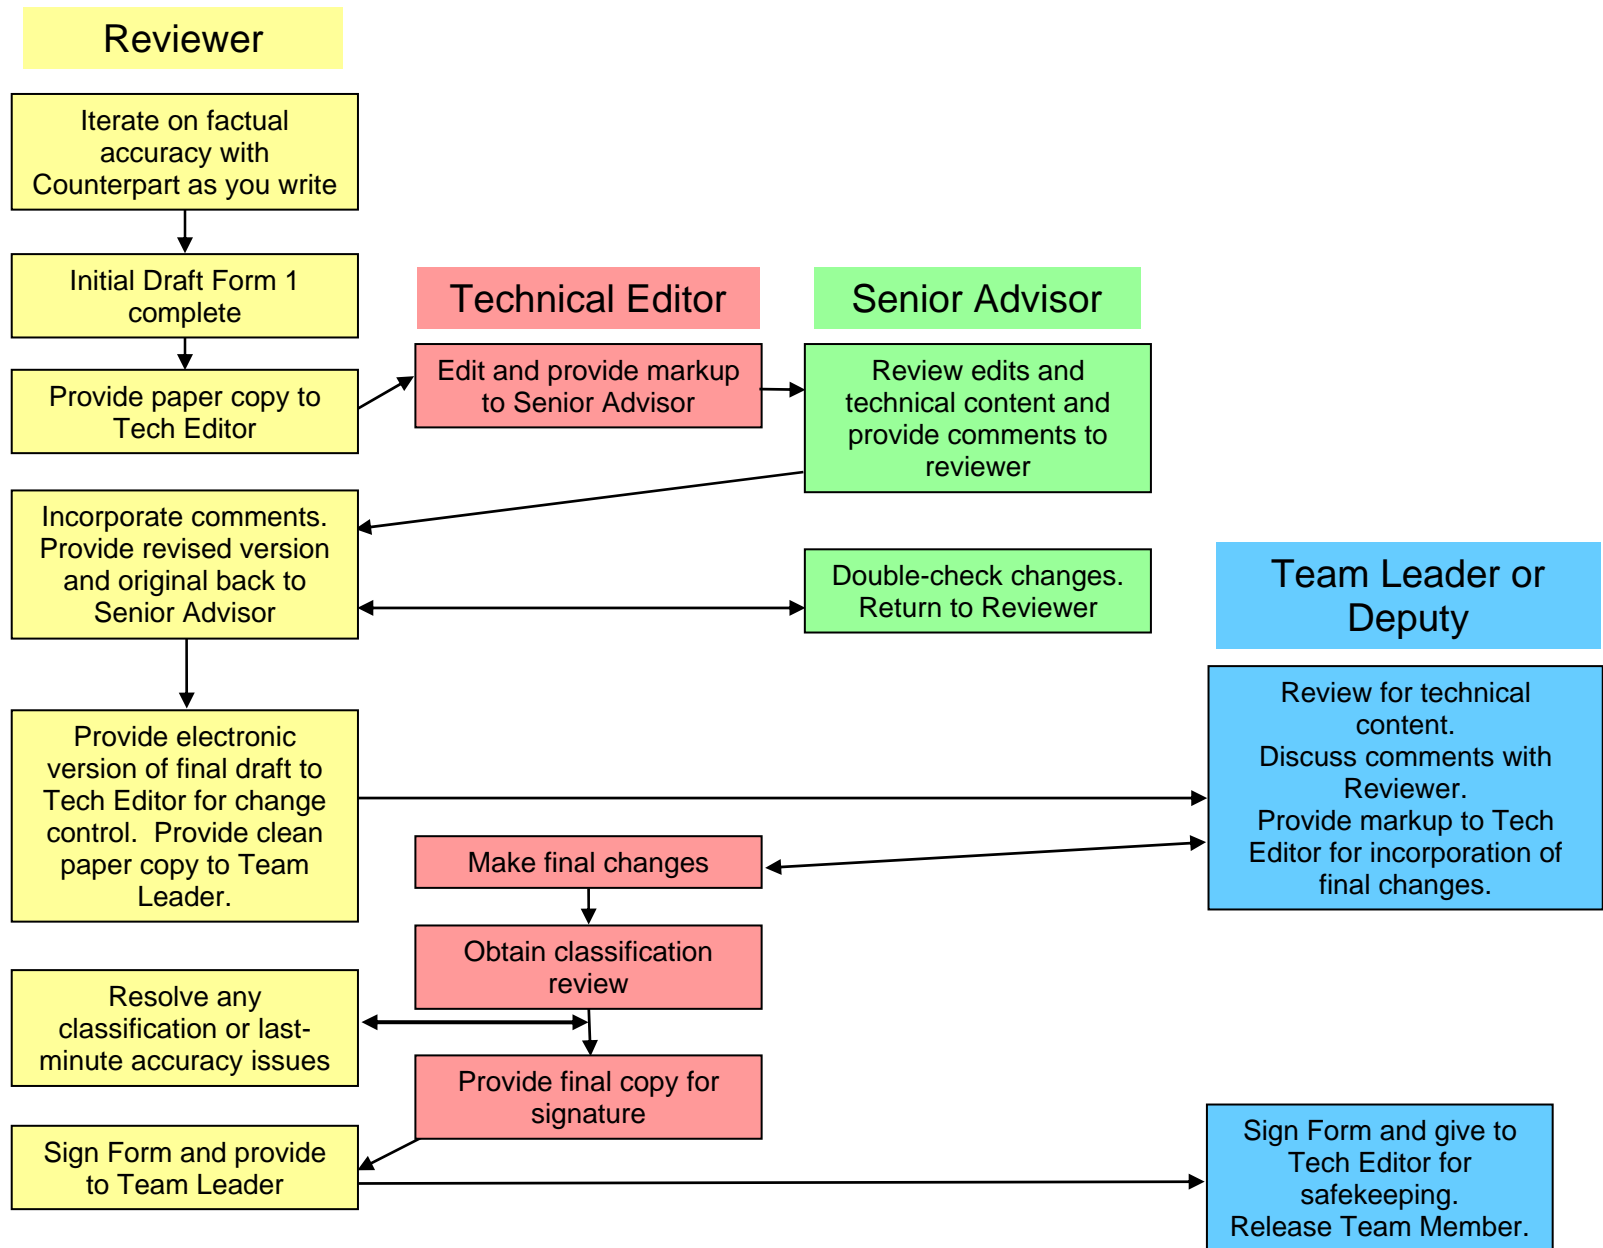 Reviewer
Iterate on factual
accuracy with
Counterpart as you write
Initial Draft Form 1
complete
Technical Editor
Senior Advisor
Provide paper copy to
Tech Editor
Edit and provide markup
to Senior Advisor
Review edits and
technical content and
provide comments to
reviewer
Incorporate comments.
Provide revised version
and original back to
Senior Advisor
Double-check changes.
Return to Reviewer
Team Leader or
Deputy
Provide electronic
version of final draft to
Tech Editor for change
control.  Provide clean
paper copy to Team
Leader.
Review for technical
content.
Discuss comments with
Reviewer.
Provide markup to Tech
Editor for incorporation of
final changes.
Make final changes
Obtain classification
review
Resolve any
classification or last-
minute accuracy issues
Provide final copy for
signature
Sign Form and provide
to Team Leader
Sign Form and give to
Tech Editor for
safekeeping.
Release Team Member.